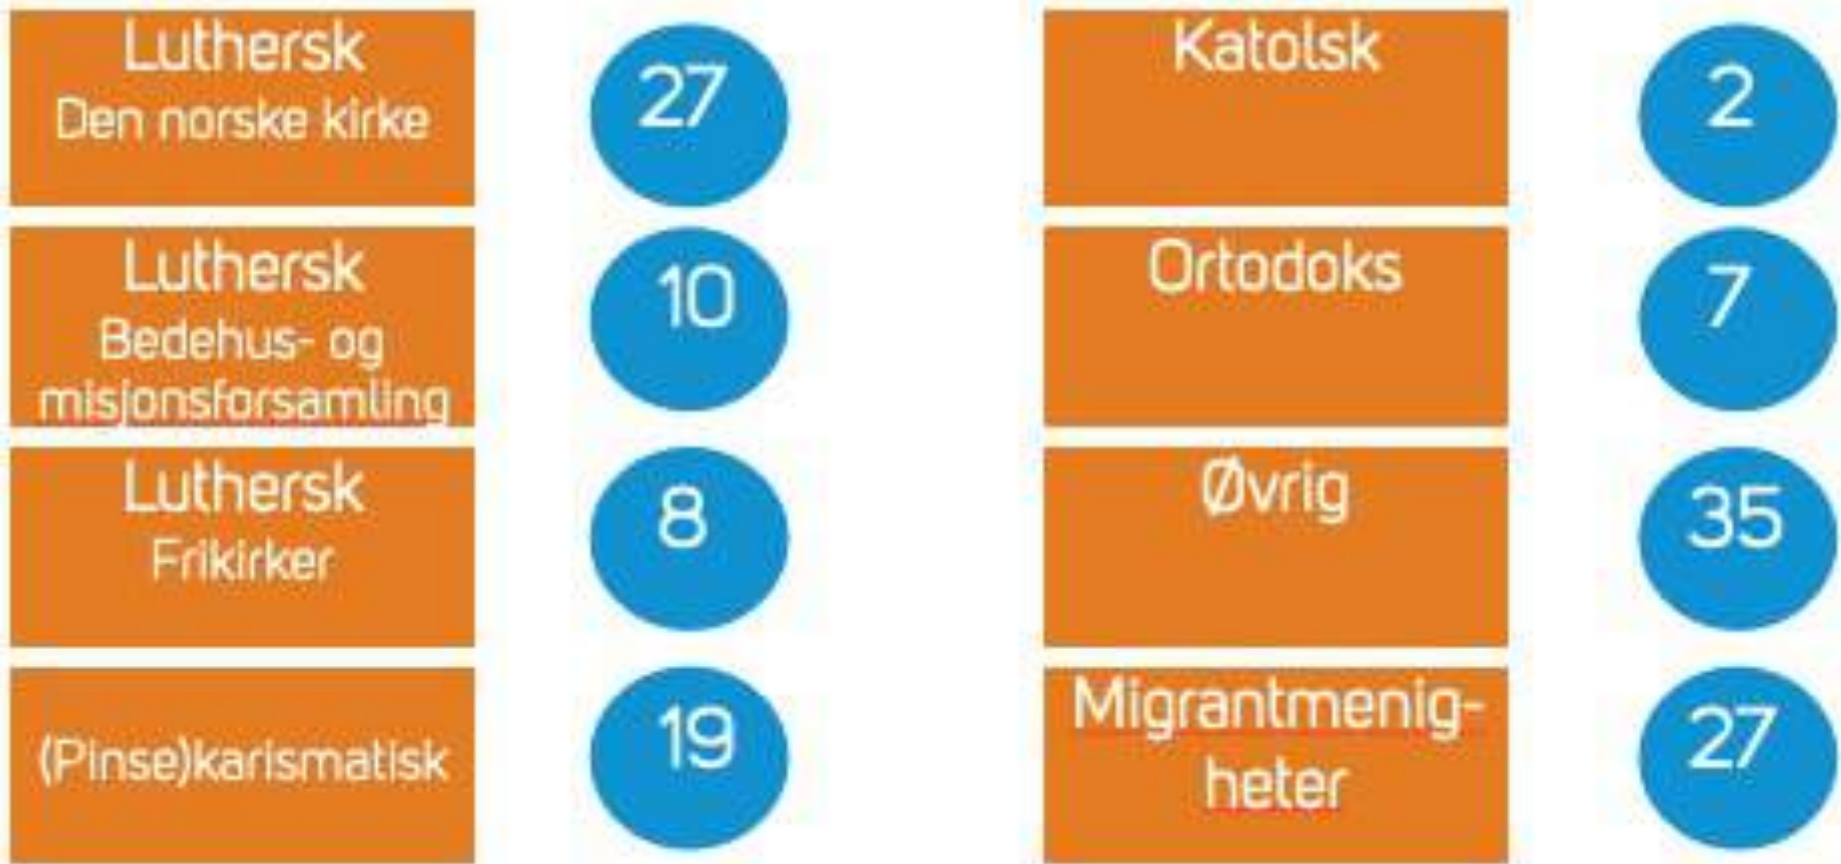 Luthersk
Den norske kirke
27
Luthersk
Bedehus- og
misjonsforsamling
10
Luthersk
Frikirker
8
(Pinse)karismatisk
19
Katolsk
2
Ortodoks
7
Øvrig
35
Migrantmenig-
heter
27